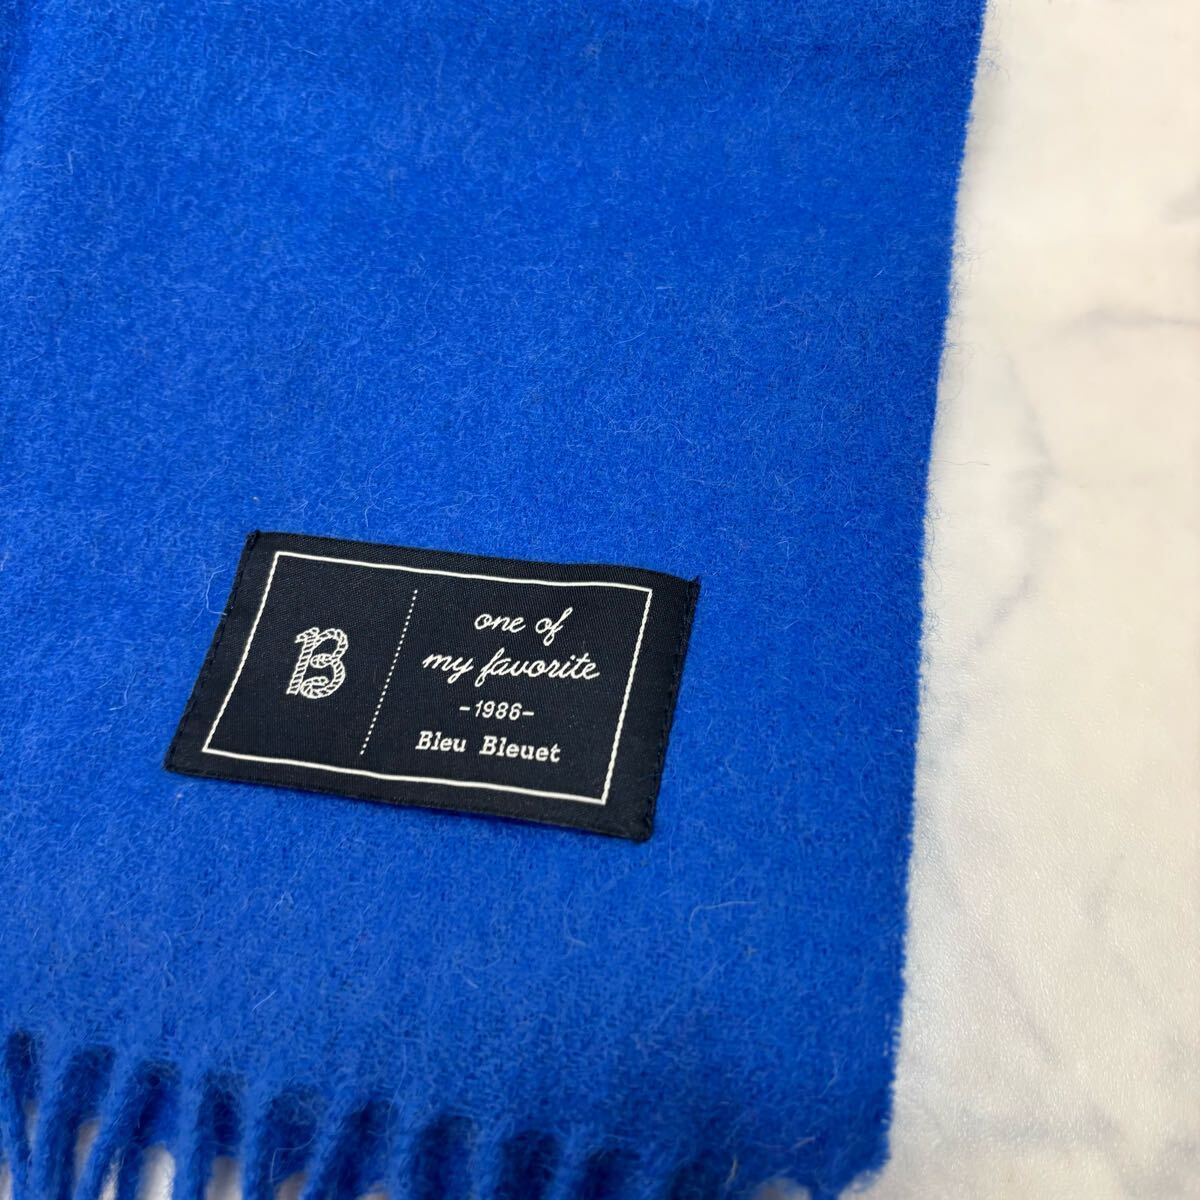 B
one of
my favorite
-1986-
Bleu Bleuet